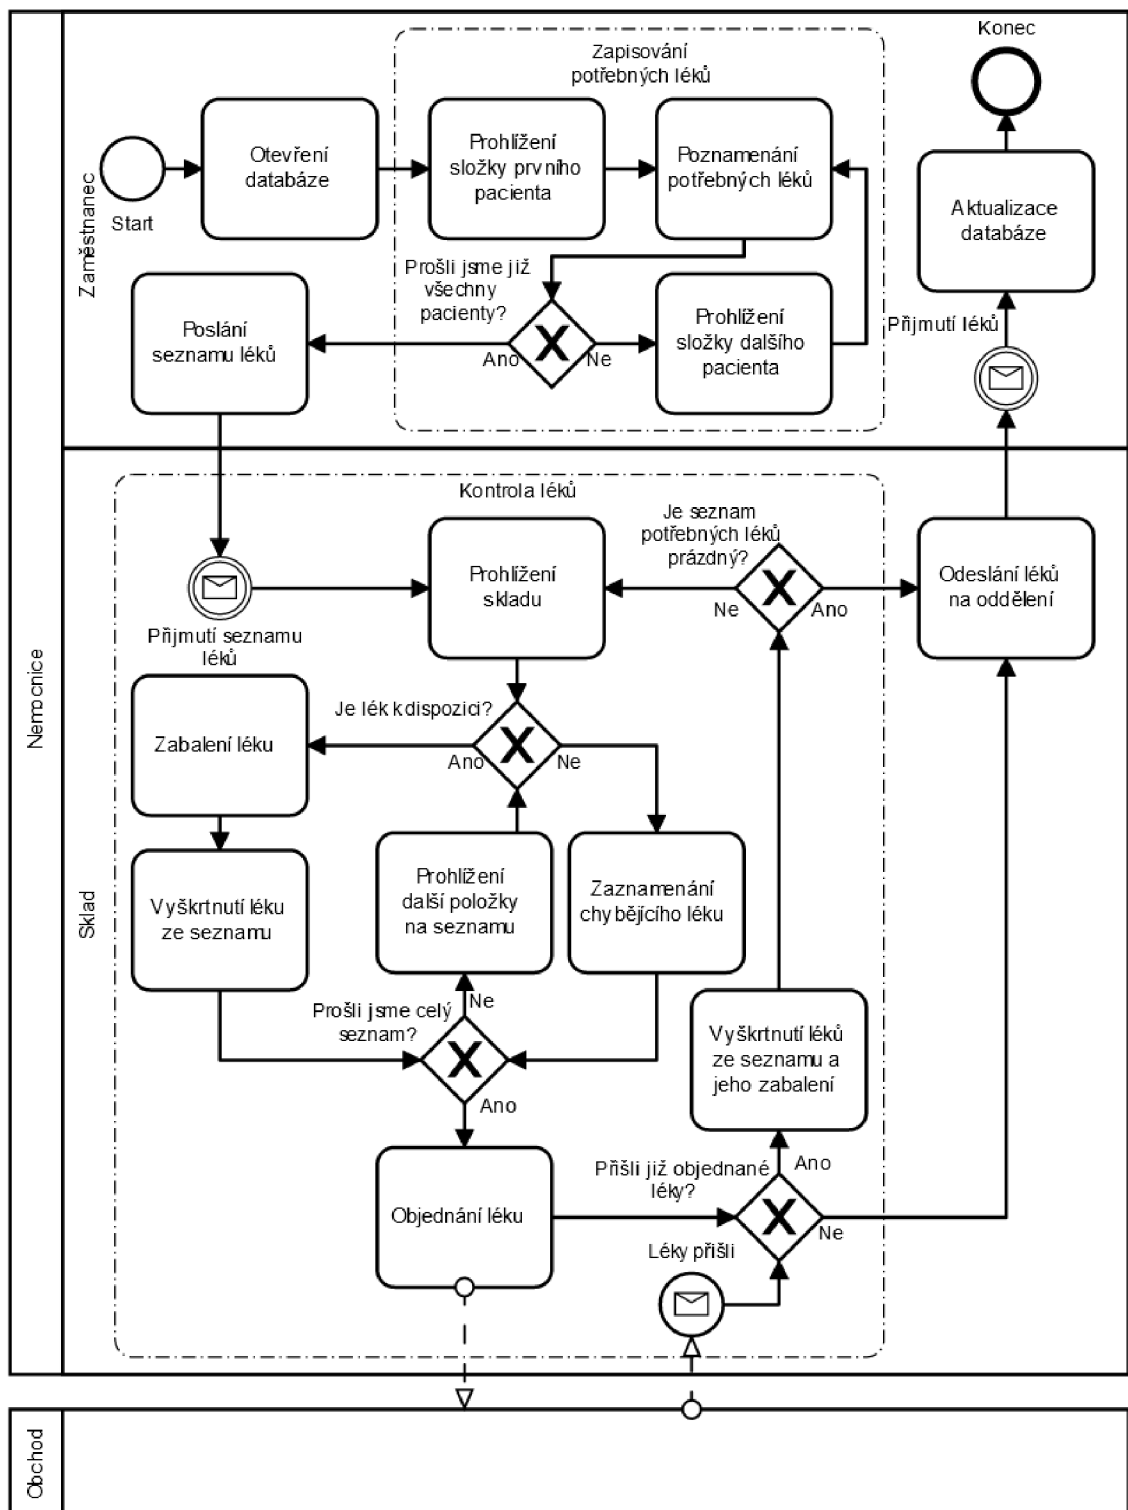 Konec
Zapisování
potřebných léků
Otevření
databáze
Prohlížení
složky prvního
pacienta
Poznamenání
potřebných léků
Aktualizace
databáze
Start
Zaměstnanec
Prošli jsme již
všechny
pacienty?
Poslání
seznamu léků
Ano
Ne
Prohlížení
složky dalšího
pacienta
Přijmutí léků
Nemocnice
Kontrola léků
Je seznam
potřebných léků
prázdný?
Prohlížení
skladu
Ne
Ano
Odeslání léků
na oddělení
Přijmutí seznamu
léků
Je lék k dispozici?
Zabalení léku
Ano
Ne
Prohlížení
další položky
na seznamu
Zaznamenání
chybějícího léku
Vyškrtnutí léku
ze seznamu
Sklad
Prošli jsme celý
seznam?
Ne
Ano
Vyškrtnutí léků
ze seznamu a
jeho zabalení
Objednání léku
Přišli již objednané
léky?
Ano
Ne
Léky přišli
Obchod